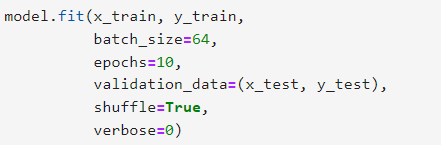 model.fit(x_train, y_train,
          batch_size=64,
          epochs=10,
          validation_data=(x_test, y_test),
          shuffle=True,
          verbose=0)